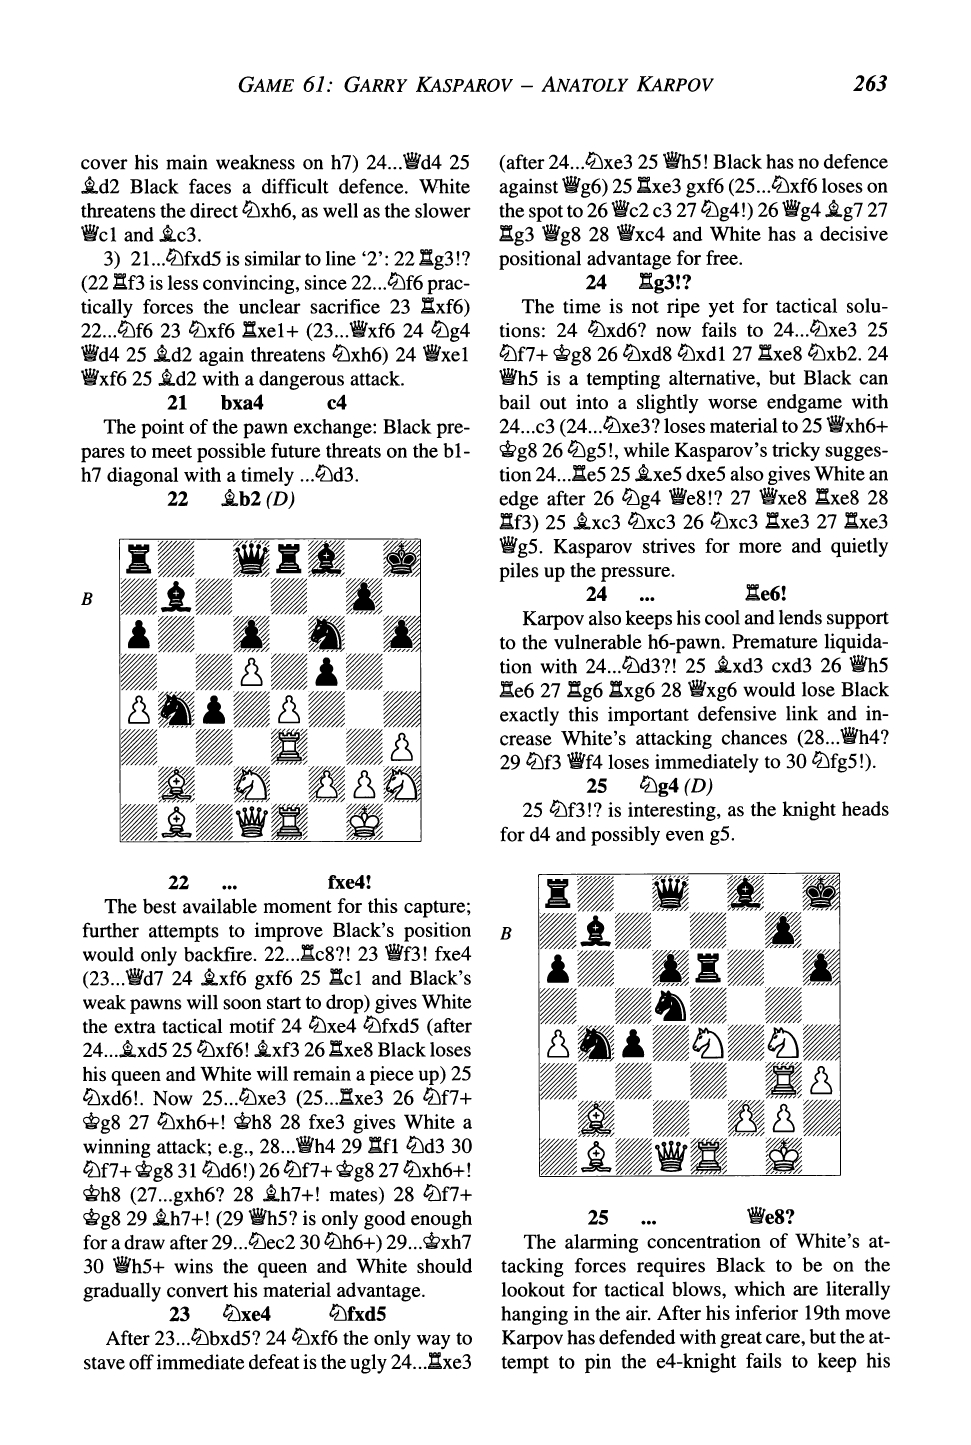 GAME 61: GARRY KASPAROV – ANATOLY KARPOV 263
cover his main weakness on h7) 24...♕d4 25
♗d2 Black faces a difficult defence. White
threatens the direct ♘xh6, as well as the slower
♕c1 and ♗c3.
3) 21...♘fxd5 is similar to line ‘2’: 22 ♖g3!?
(22 ♖f3 is less convincing, since 22...♘f6 prac-
tically forces the unclear sacrifice 23 ♖xf6)
22...♘f6 23 ♘xf6 ♖xe1+ (23...♕xf6 24 ♘g4
♕d4 25 ♗d2 again threatens ♘xh6) 24 ♕xe1
♕xf6 25 ♗d2 with a dangerous attack.
21 bxa4 c4
The point of the pawn exchange: Black pre-
pares to meet possible future threats on the b1-
h7 diagonal with a timely ...♘d3.
22 ♗b2 (D)
B
22 ... fxe4!
The best available moment for this capture;
further attempts to improve Black’s position
would only backfire. 22...♖c8?! 23 ♕f3! fxe4
(23...♕d7 24 ♗xf6 gxf6 25 ♖c1 and Black’s
weak pawns will soon start to drop) gives White
the extra tactical motif 24 ♘xe4 ♘fxd5 (after
24...♗xd5 25 ♘xf6! ♗xf3 26 ♖xe8 Black loses
his queen and White will remain a piece up) 25
♘xd6!. Now 25...♘xe3 (25...♖xe3 26 ♘f7+
♔g8 27 ♘xh6+! ♔h8 28 fxe3 gives White a
winning attack; e.g., 28...♕h4 29 ♖f1 ♘d3 30
♘f7+ ♔g8 31 ♘d6!) 26 ♘f7+ ♔g8 27 ♘xh6+!
♔h8 (27...gxh6? 28 ♗h7+! mates) 28 ♘f7+
♔g8 29 ♗h7+! (29 ♕h5? is only good enough
for a draw after 29...♘ec2 30 ♘h6+) 29...♔xh7
30 ♕h5+ wins the queen and White should
gradually convert his material advantage.
23 ♘xe4 ♘fxd5
After 23...♘bxd5? 24 ♘xf6 the only way to
stave off immediate defeat is the ugly 24...♖xe3
(after 24...♘xe3 25 ♕h5! Black has no defence
against ♕g6) 25 ♖xe3 gxf6 (25...♘xf6 loses on
the spot to 26 ♕c2 c3 27 ♘g4!) 26 ♕g4 ♗g7 27
♖g3 ♕g8 28 ♕xc4 and White has a decisive
positional advantage for free.
24 ♖g3!?
The time is not ripe yet for tactical solu-
tions: 24 ♘xd6? now fails to 24...♘xe3 25
♘f7+ ♔g8 26 ♘xd8 ♘xd1 27 ♖xe8 ♘xb2. 24
♕h5 is a tempting alternative, but Black can
bail out into a slightly worse endgame with
24...c3 (24...♘xe3? loses material to 25 ♕xh6+
♔g8 26 ♘g5!, while Kasparov’s tricky sugges-
tion 24...♖e5 25 ♗xe5 dxe5 also gives White an
edge after 26 ♘g4 ♕e8!? 27 ♕xe8 ♖xe8 28
♖f3) 25 ♗xc3 ♘xc3 26 ♘xc3 ♖xe3 27 ♖xe3
♕g5. Kasparov strives for more and quietly
piles up the pressure.
24 ... ♖e6!
Karpov also keeps his cool and lends support
to the vulnerable h6-pawn. Premature liquida-
tion with 24...♘d3?! 25 ♗xd3 cxd3 26 ♕h5
♖e6 27 ♖g6 ♖xg6 28 ♕xg6 would lose Black
exactly this important defensive link and in-
crease White’s attacking chances (28...♕h4?
29 ♘f3 ♕f4 loses immediately to 30 ♘fg5!).
25 ♘g4 (D)
25 ♘f3!? is interesting, as the knight heads
for d4 and possibly even g5.
B
25 ... ♕e8?
The alarming concentration of White’s at-
tacking forces requires Black to be on the
lookout for tactical blows, which are literally
hanging in the air. After his inferior 19th move
Karpov has defended with great care, but the at-
tempt to pin the e4-knight fails to keep his